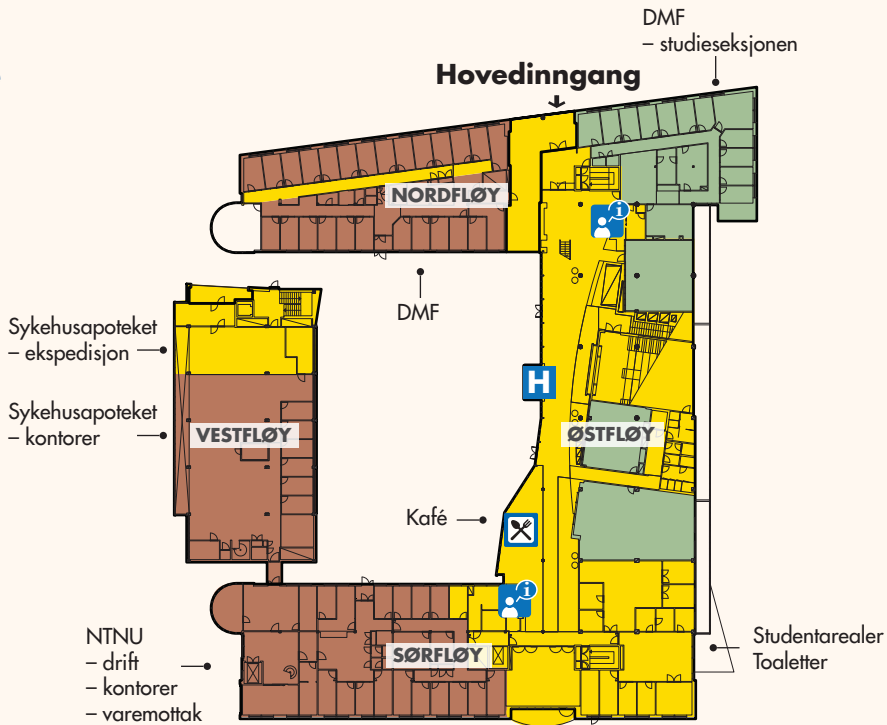 DMF
– studieseksjonen
Hovedinngang
NORDFLØY
i
DMF
Sykehusapoteket
– ekspedisjon
Sykehusapoteket
– kontorer
H
VESTFLØY
ØSTFLØY
Kafé
i
NTNU
– drift
– kontorer
– varemottak
SØRFLØY
Studentarealer
Toaletter